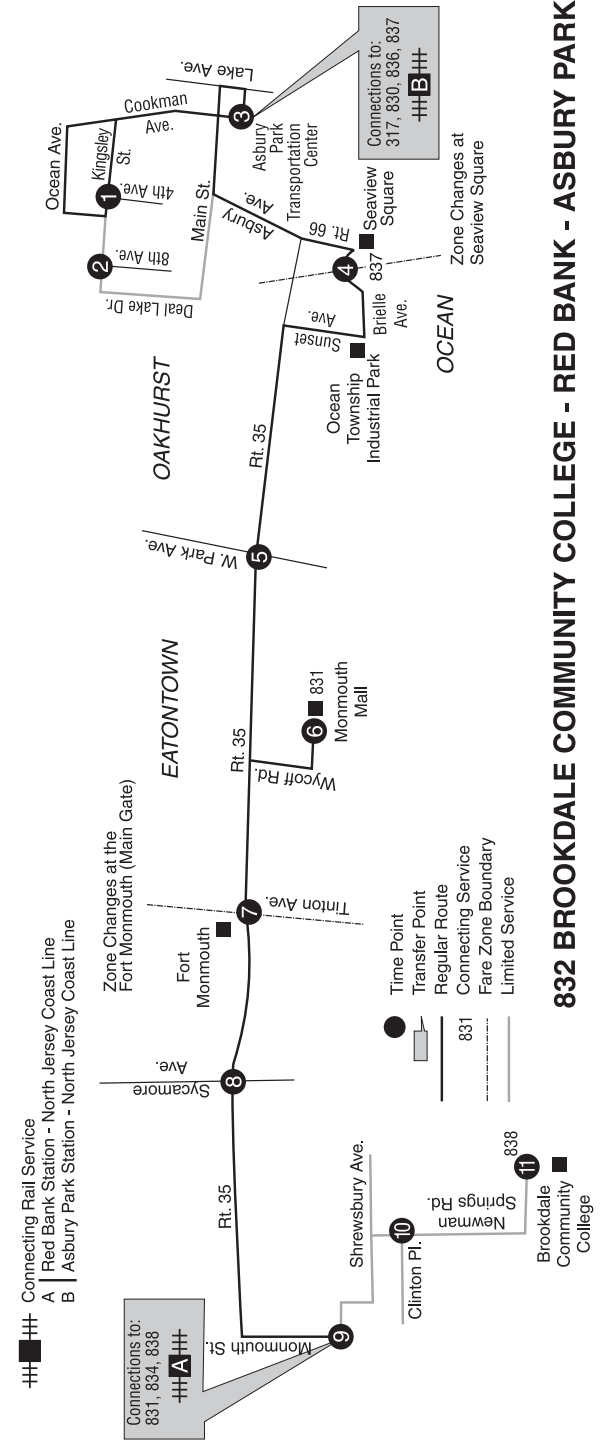 Connecting Rail Service
A Red Bank Station - North Jersey Coast Line
B Asbury Park Station - North Jersey Coast Line
Connections to:
831, 834, 838
A
Monmouth St.
9
Rt. 35
Shrewsbury Ave.
Clinton Pl.
10
Newman
Springs Rd.
838
11
Brookdale
Community
College
Sycamore
Ave.
8
Zone Changes at the
Fort Monmouth (Main Gate)
Fort
Monmouth
7
Tinton Ave.
EATONTOWN
Rt. 35
Wycoff Rd.
6
831
Monmouth
Mall
W. Park Ave.
5
OAKHURST
Rt. 35
Sunset
Ave.
Ocean
Township
Industrial Park
Brielle
Ave.
OCEAN
4
837
Seaview
Square
Rt. 66
Zone Changes at
Seaview Square
Deal Lake Dr.
2
8th Ave.
1
4th Ave.
Ocean Ave.
Kingsley
St.
Cookman
Ave.
Main St.
Asbury
Ave.
Lake Ave.
3
Asbury
Park
Transportation
Center
Connections to:
317, 830, 836, 837
B
Time Point
Transfer Point
Regular Route
831 Connecting Service
Fare Zone Boundary
Limited Service
832 BROOKDALE COMMUNITY COLLEGE - RED BANK - ASBURY PARK